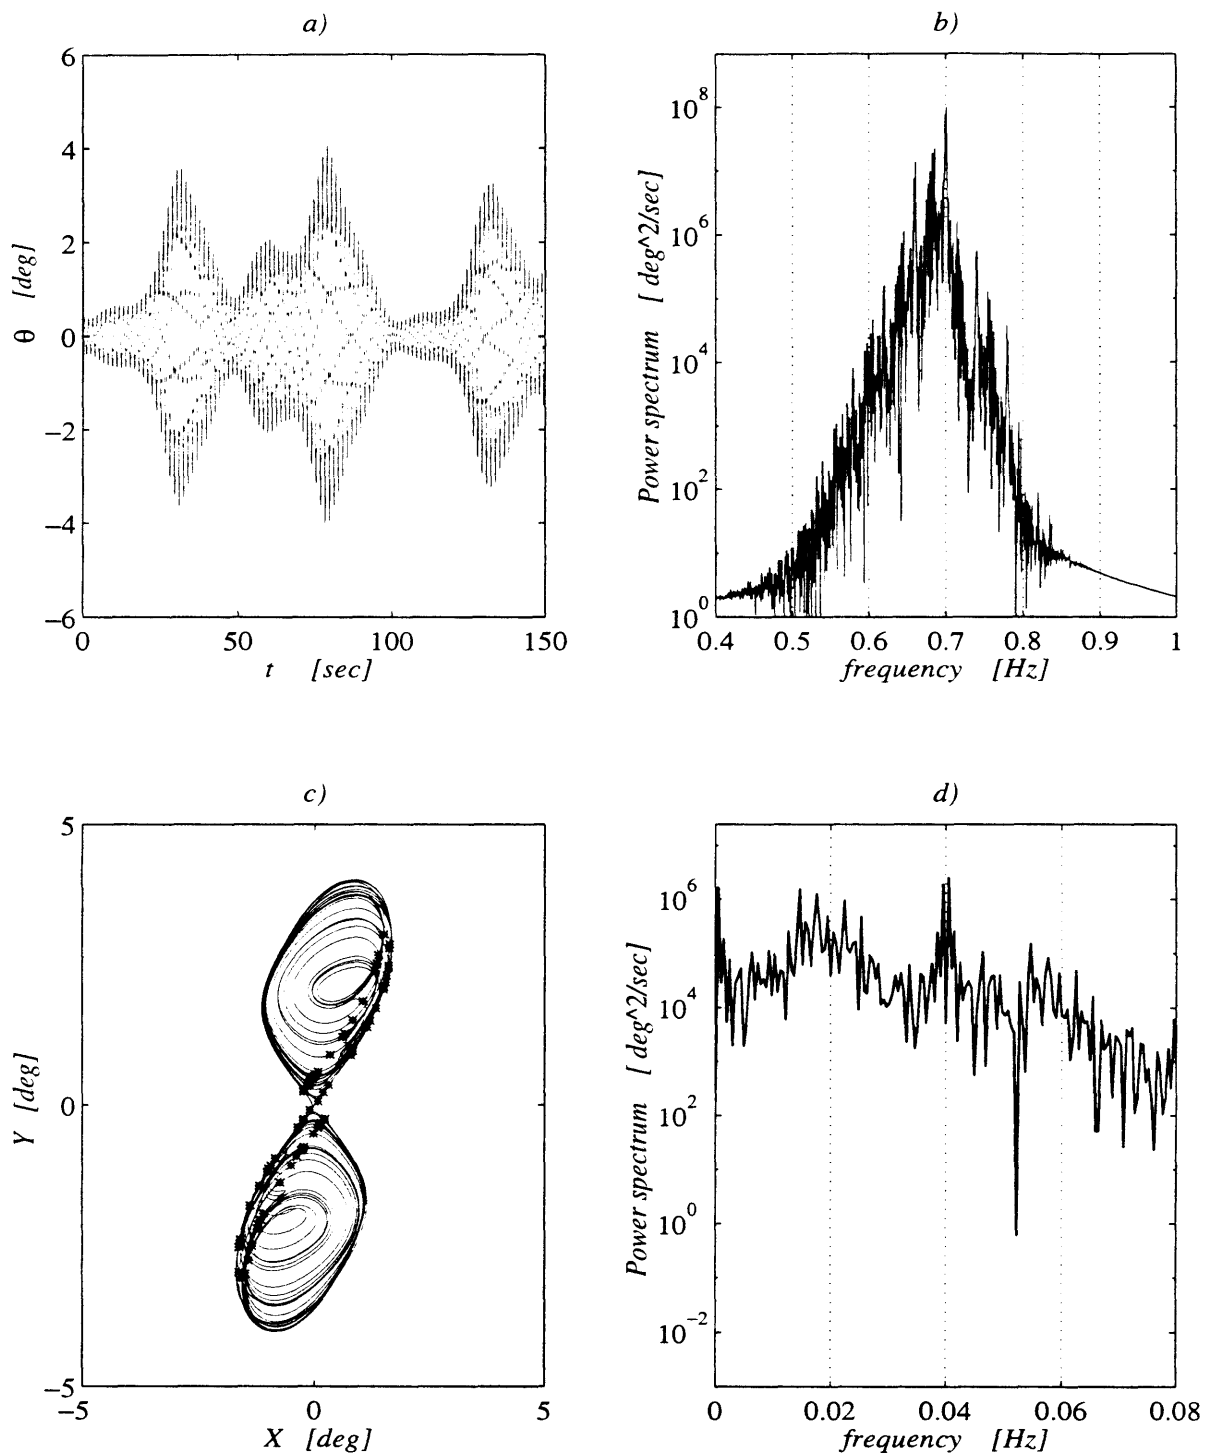 a)
6
4
2
0
−2
−4
−6
θ [deg]
0 50 100 150
t [sec]
b)
10^8
10^6
10^4
10^2
10^0
Power spectrum [ deg^2/sec]
0.4 0.5 0.6 0.7 0.8 0.9 1
frequency [Hz]
c)
5
0
−5
Y [deg]
−5 0 5
X [deg]
d)
10^6
10^4
10^2
10^0
10^−2
Power spectrum [ deg^2/sec]
0 0.02 0.04 0.06 0.08
frequency [Hz]